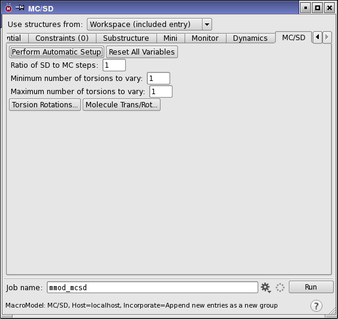 MC/SD
Use structures from: Workspace (included entry)
ntial Constraints (0) Substructure Mini Monitor Dynamics MC/SD
Perform Automatic Setup Reset All Variables
Ratio of SD to MC steps: 1
Minimum number of torsions to vary: 1
Maximum number of torsions to vary: 1
Torsion Rotations... Molecule Trans/Rot...
Job name: mmod_mcsd Run
MacroModel: MC/SD, Host=localhost, Incorporate=Append new entries as a new group ?